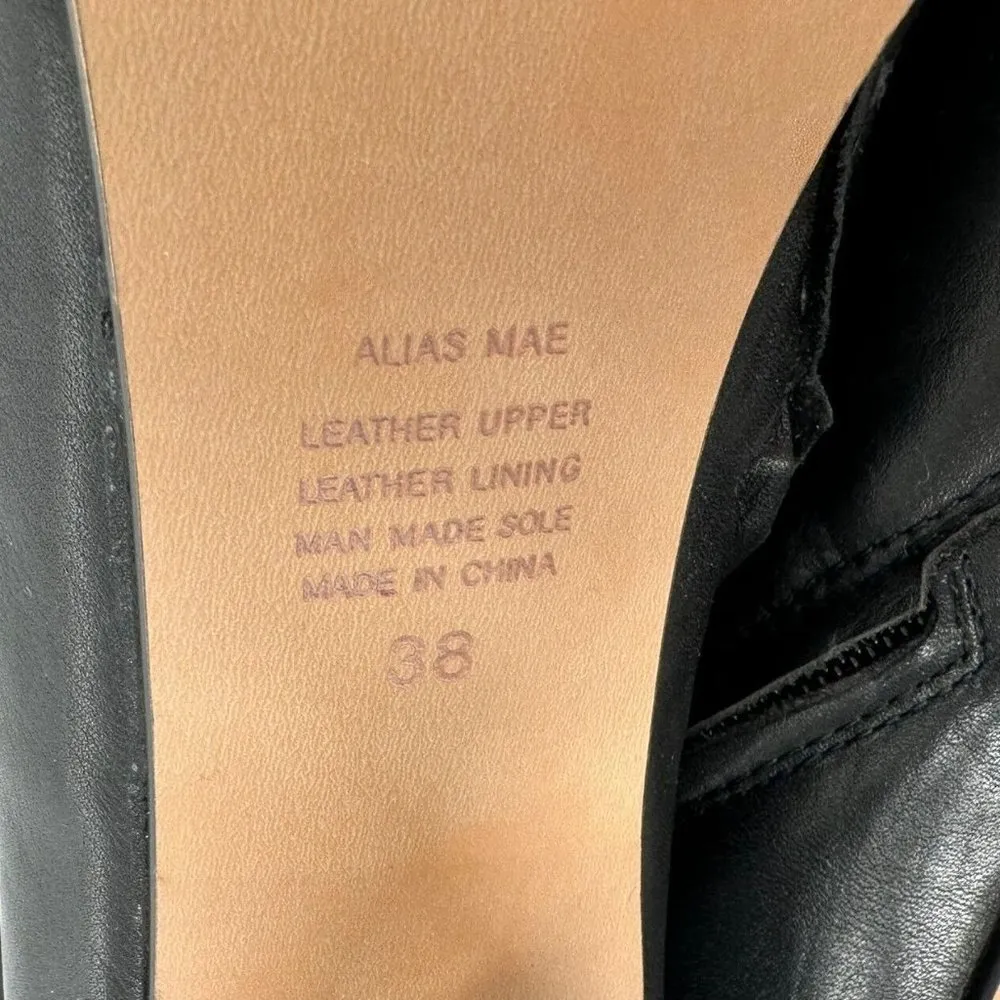 ALIAS MAE
LEATHER UPPER
LEATHER LINING
MAN MADE SOLE
MADE IN CHINA
38